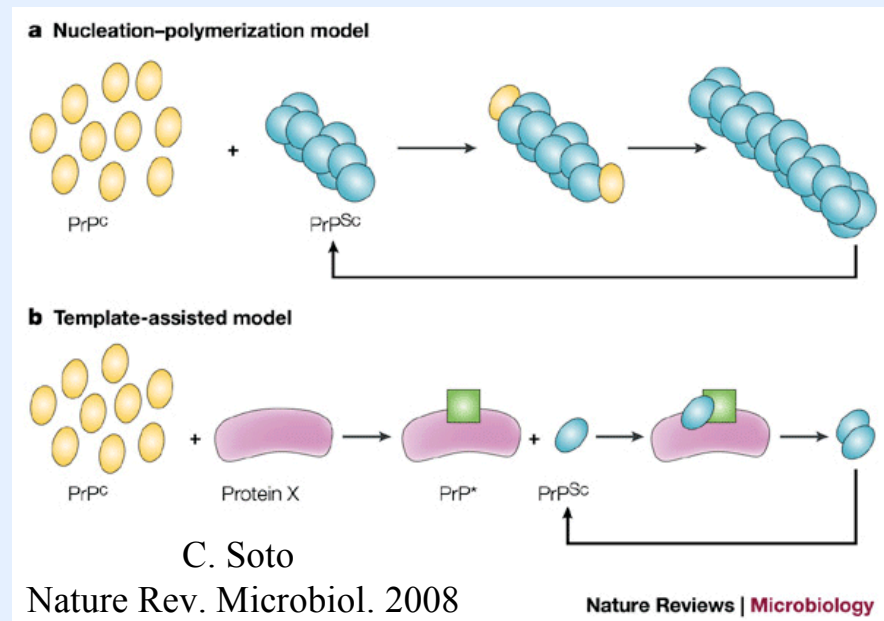 a Nucleation–polymerization model
+
PrPᶜ
PrPˢᶜ
b Template-assisted model
+
+
PrPᶜ
Protein X
PrP*
PrPˢᶜ
C. Soto
Nature Rev. Microbiol. 2008
Nature Reviews | Microbiology